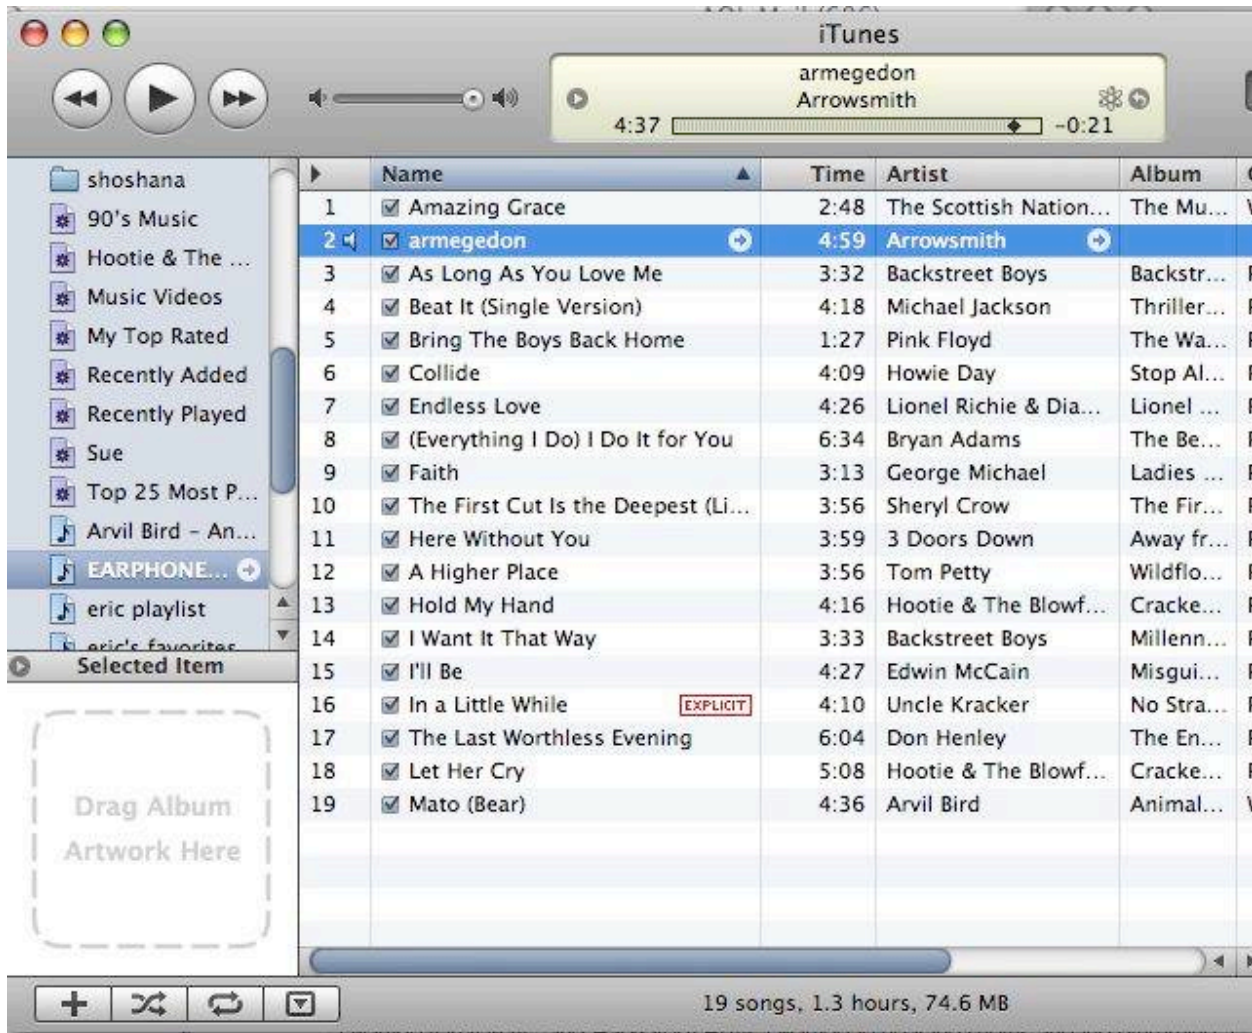 iTunes
armegedon
Arrowsmith
4:37 -0:21
shoshana
90's Music
Hootie & The ...
Music Videos
My Top Rated
Recently Added
Recently Played
Sue
Top 25 Most P...
Arvil Bird - An...
EARPHONE...
eric playlist
eric's favorites
Selected Item
Drag Album
Artwork Here
Name Time Artist Album
1 Amazing Grace 2:48 The Scottish Nation... The Mu...
2 armegedon 4:59 Arrowsmith
3 As Long As You Love Me 3:32 Backstreet Boys Backstr...
4 Beat It (Single Version) 4:18 Michael Jackson Thriller...
5 Bring The Boys Back Home 1:27 Pink Floyd The Wa...
6 Collide 4:09 Howie Day Stop Al...
7 Endless Love 4:26 Lionel Richie & Dia... Lionel ...
8 (Everything I Do) I Do It for You 6:34 Bryan Adams The Be...
9 Faith 3:13 George Michael Ladies ...
10 The First Cut Is the Deepest (Li... 3:56 Sheryl Crow The Fir...
11 Here Without You 3:59 3 Doors Down Away fr...
12 A Higher Place 3:56 Tom Petty Wildflo...
13 Hold My Hand 4:16 Hootie & The Blowf... Cracke...
14 I Want It That Way 3:33 Backstreet Boys Millenn...
15 I'll Be 4:27 Edwin McCain Misgui...
16 In a Little While EXPLICIT 4:10 Uncle Kracker No Stra...
17 The Last Worthless Evening 6:04 Don Henley The En...
18 Let Her Cry 5:08 Hootie & The Blowf... Cracke...
19 Mato (Bear) 4:36 Arvil Bird Animal...
19 songs, 1.3 hours, 74.6 MB